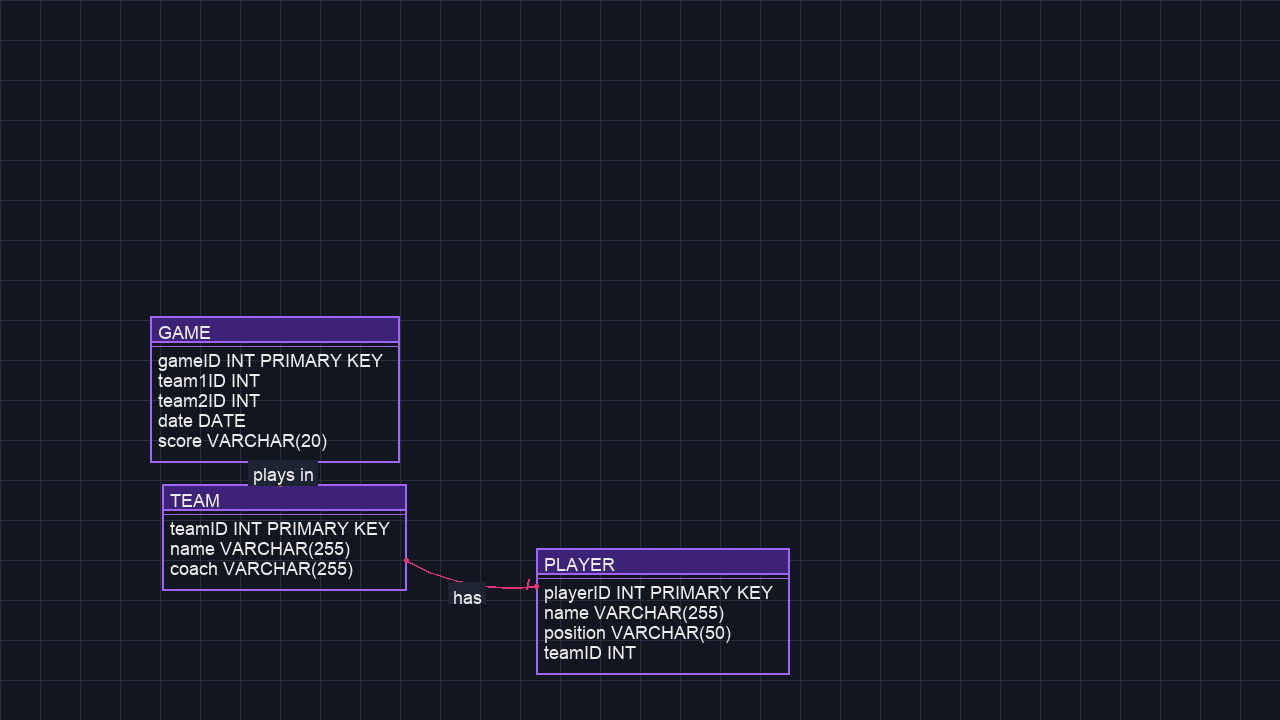 GAME
gameID INT PRIMARY KEY
team1ID INT
team2ID INT
date DATE
score VARCHAR(20)
plays in
TEAM
teamID INT PRIMARY KEY
name VARCHAR(255)
coach VARCHAR(255)
has
PLAYER
playerID INT PRIMARY KEY
name VARCHAR(255)
position VARCHAR(50)
teamID INT